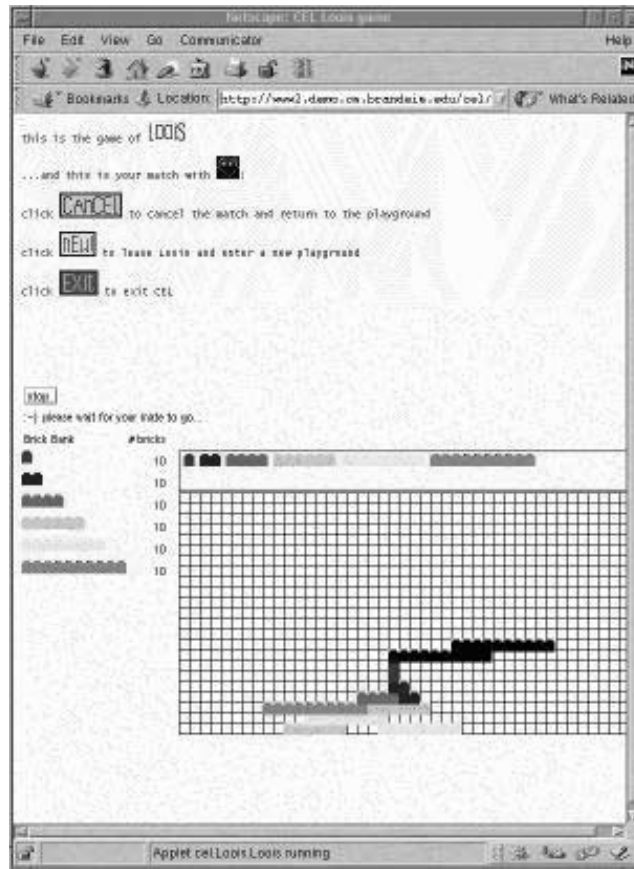 Netscape: CEL Loois game
File Edit View Go Communicator Help
N
Bookmarks Location: http://www2.demo.cs.brandeis.edu/cel/ What's Related
this is the game of LOOIS
...and this is your match with
click CANCEL to cancel the match and return to the playground
click NEW to leave Loois and enter a new playground
click EXIT to exit CEL
stop
:-| please wait for your mate to go...
Brick Bank #bricks
10
10
10
10
10
10
Applet cel.Loois.Loois running